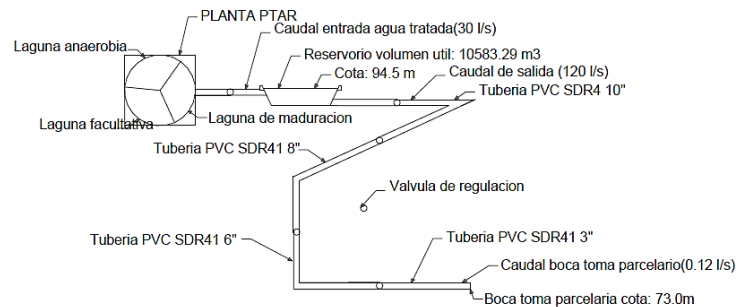 PLANTA PTAR
Laguna anaerobia
Caudal entrada agua tratada(30 l/s)
Reservorio volumen util: 10583.29 m3
Cota: 94.5 m
Caudal de salida (120 l/s)
Tuberia PVC SDR4 10"
Laguna facultativa
Laguna de maduracion
Tuberia PVC SDR41 8"
Valvula de regulacion
Tuberia PVC SDR41 6"
Tuberia PVC SDR41 3"
Caudal boca toma parcelario(0.12 l/s)
Boca toma parcelaria cota: 73.0m